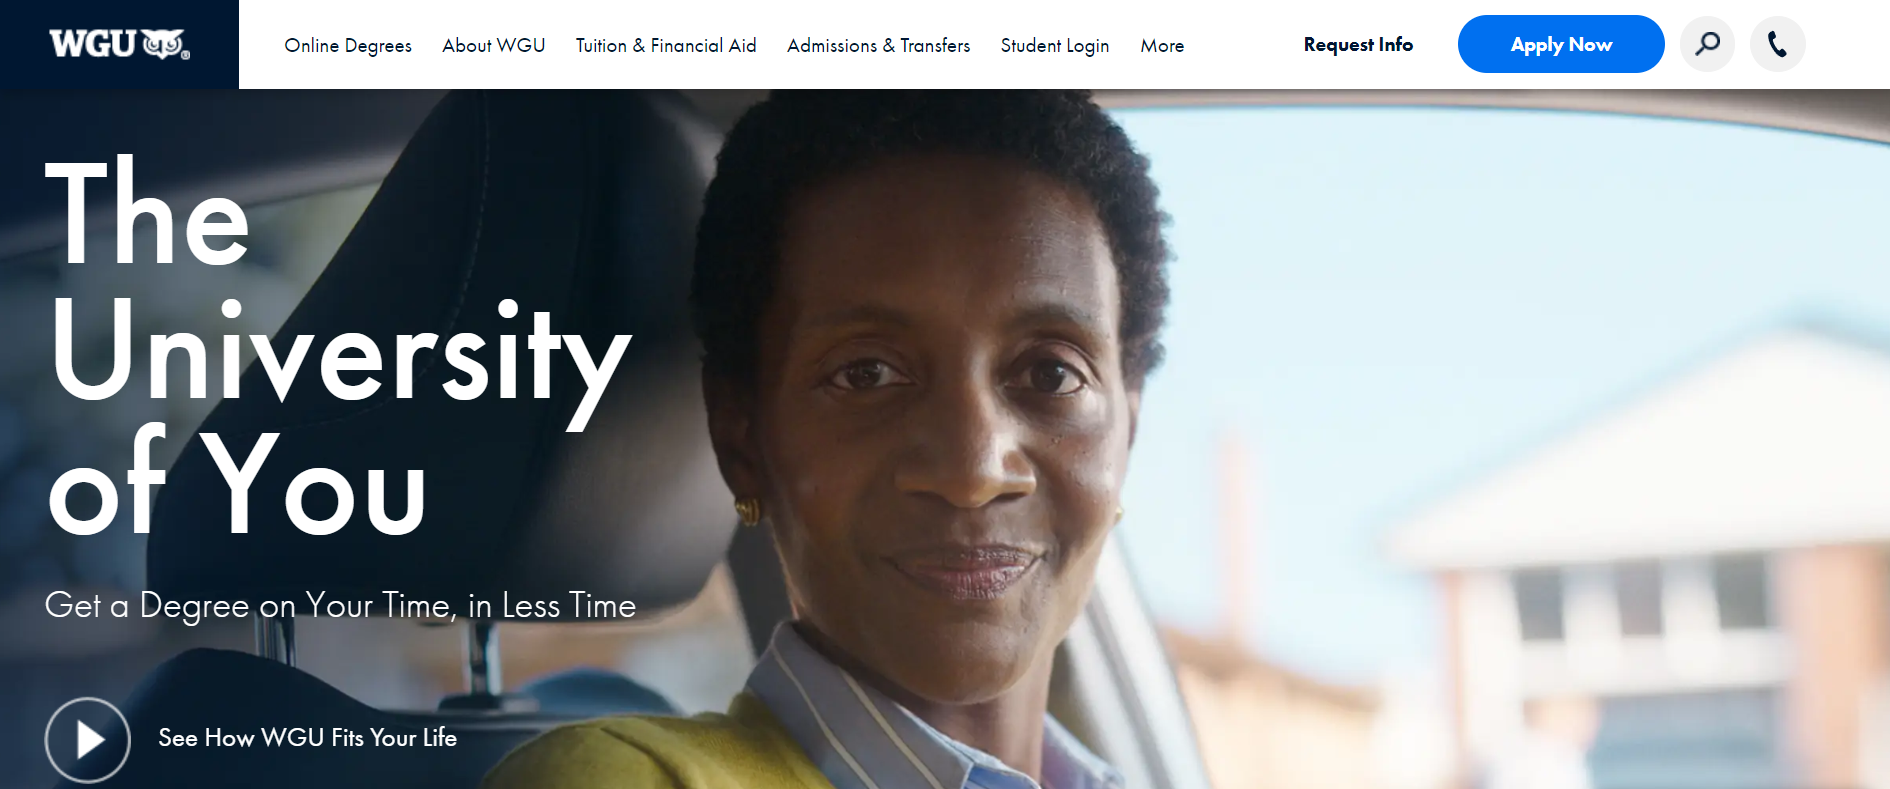 WGU
Online Degrees
About WGU
Tuition & Financial Aid
Admissions & Transfers
Student Login
More
Request Info
Apply Now
The
University
of You
Get a Degree on Your Time, in Less Time
See How WGU Fits Your Life